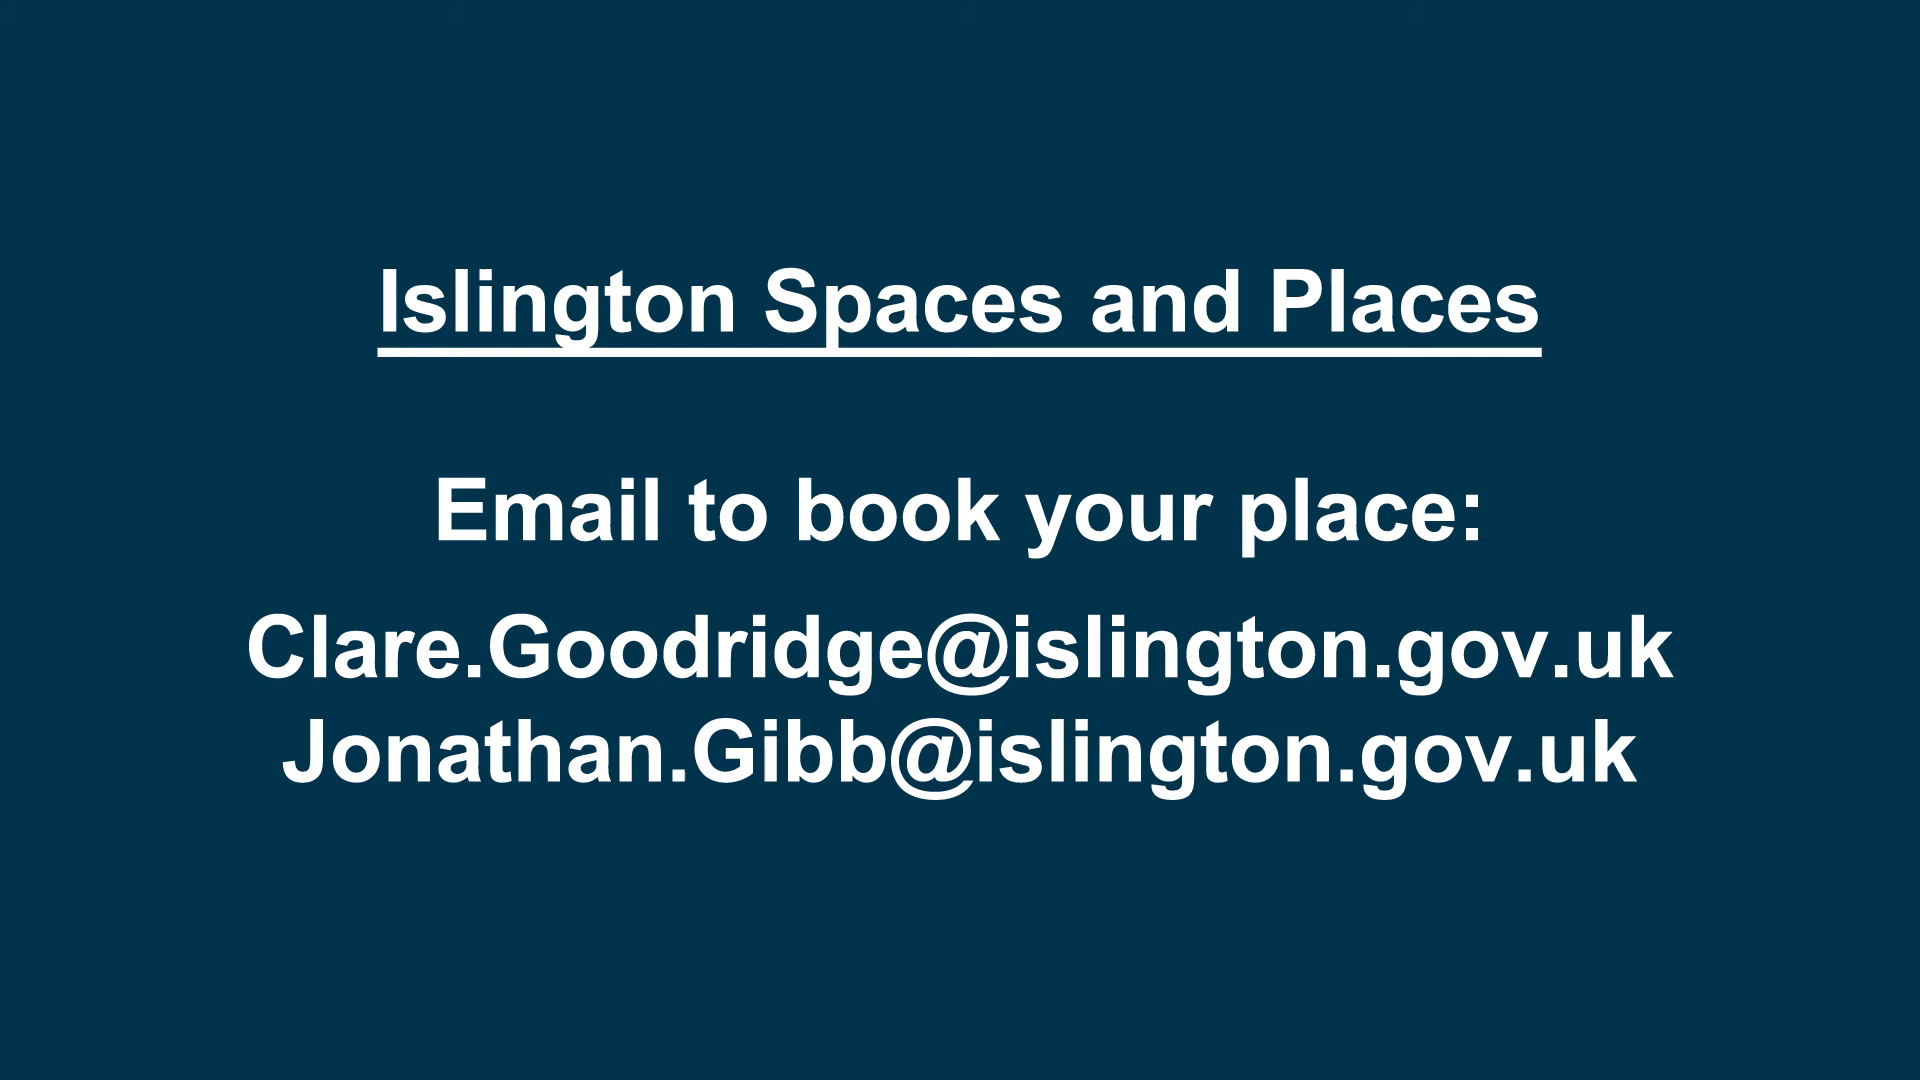 Islington Spaces and Places
Email to book your place:
Clare.Goodridge@islington.gov.uk
Jonathan.Gibb@islington.gov.uk